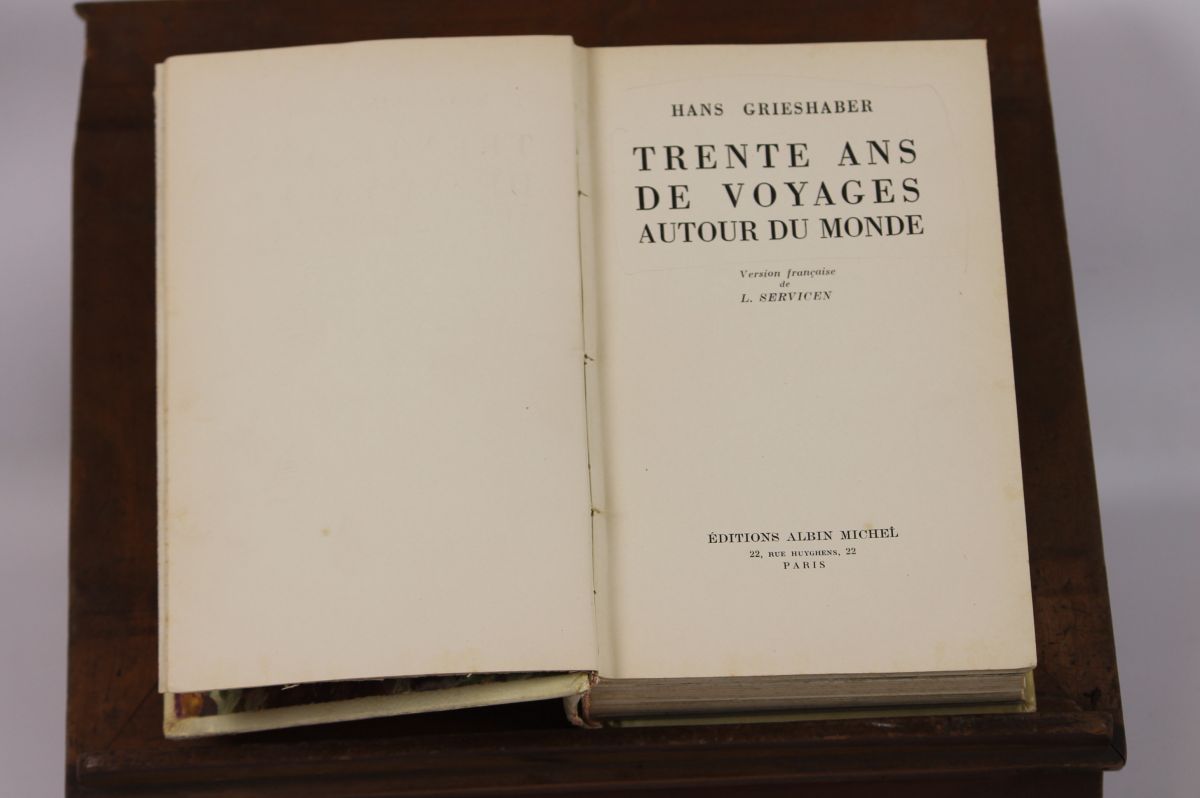 HANS GRIESHABER
TRENTE ANS
DE VOYAGES
AUTOUR DU MONDE
Version française
de
L. SERVICEN
ÉDITIONS ALBIN MICHEL
22, RUE HUYGHENS, 22
PARIS